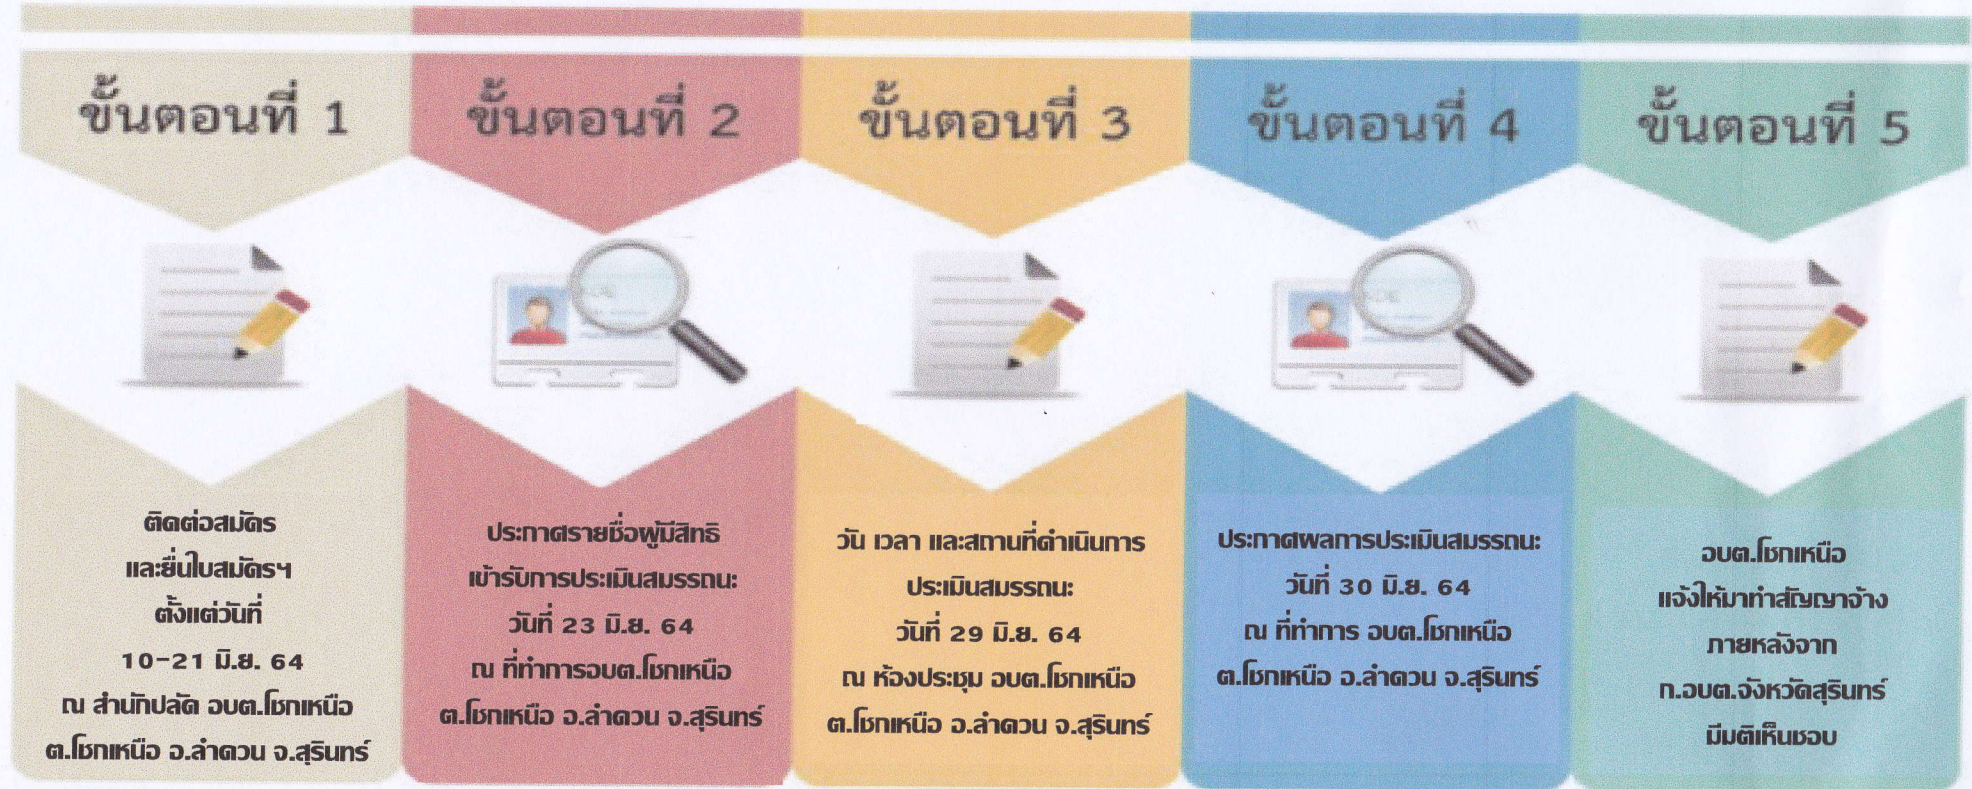 ขั้นตอนที่ 1
ติดต่อสมัคร
และยื่นใบสมัครฯ
ตั้งแต่วันที่
10-21 มิ.ย. 64
ณ สำนักปลัด อบต.โชกเหนือ
ต.โชกเหนือ อ.ลำดวน จ.สุรินทร์
ขั้นตอนที่ 2
ประกาศรายชื่อผู้มีสิทธิ
เข้ารับการประเมินสมรรถนะ
วันที่ 23 มิ.ย. 64
ณ ที่ทำการอบต.โชกเหนือ
ต.โชกเหนือ อ.ลำดวน จ.สุรินทร์
ขั้นตอนที่ 3
วัน เวลา และสถานที่ดำเนินการ
ประเมินสมรรถนะ
วันที่ 29 มิ.ย. 64
ณ ห้องประชุม อบต.โชกเหนือ
ต.โชกเหนือ อ.ลำดวน จ.สุรินทร์
ขั้นตอนที่ 4
ประกาศผลการประเมินสมรรถนะ
วันที่ 30 มิ.ย. 64
ณ ที่ทำการ อบต.โชกเหนือ
ต.โชกเหนือ อ.ลำดวน จ.สุรินทร์
ขั้นตอนที่ 5
อบต.โชกเหนือ
แจ้งให้มาทำสัญญาจ้าง
ภายหลังจาก
ก.อบต.จังหวัดสุรินทร์
มีมติเห็นชอบ